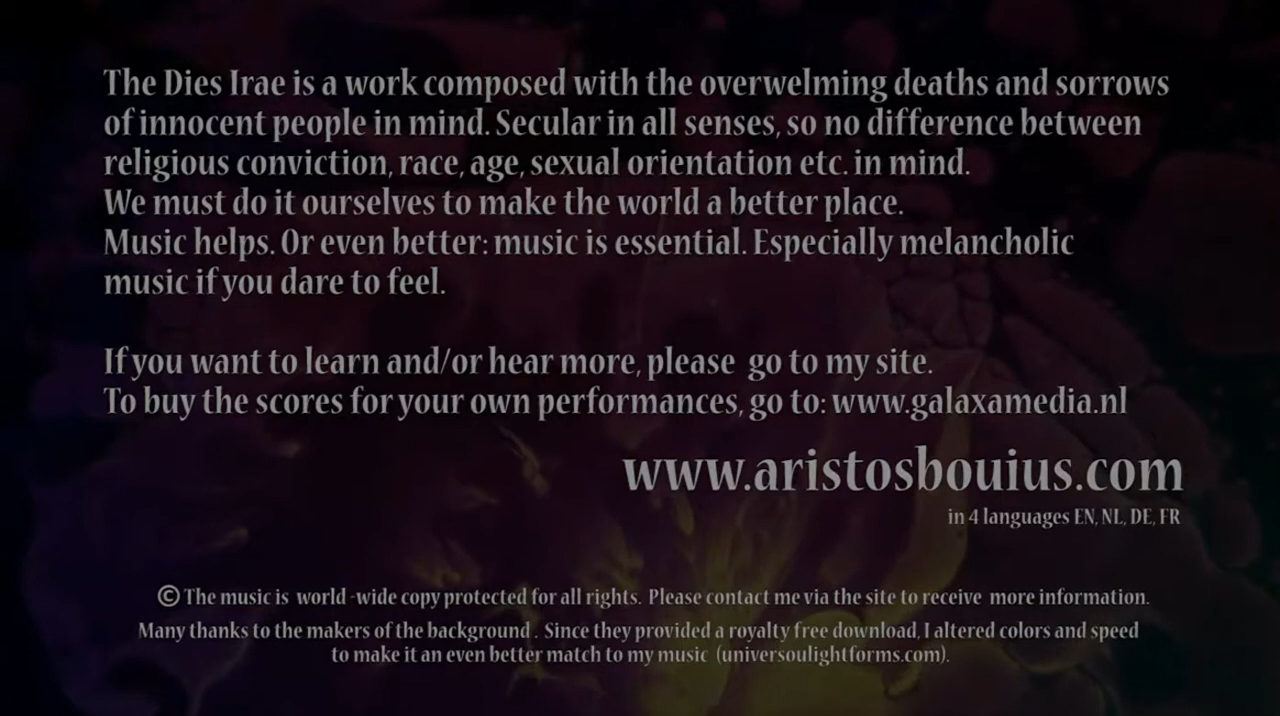 The Dies Irae is a work composed with the overwelming deaths and sorrows
of innocent people in mind. Secular in all senses, so no difference between
religious conviction, race, age, sexual orientation etc. in mind.
We must do it ourselves to make the world a better place.
Music helps. Or even better: music is essential. Especially melancholic
music if you dare to feel.
If you want to learn and/or hear more, please go to my site.
To buy the scores for your own performances, go to: www.galaxamedia.nl
www.aristosbouius.com
in 4 languages EN, NL, DE, FR
© The music is world -wide copy protected for all rights. Please contact me via the site to receive more information.
Many thanks to the makers of the background . Since they provided a royalty free download, I altered colors and speed
to make it an even better match to my music (universoulightforms.com).